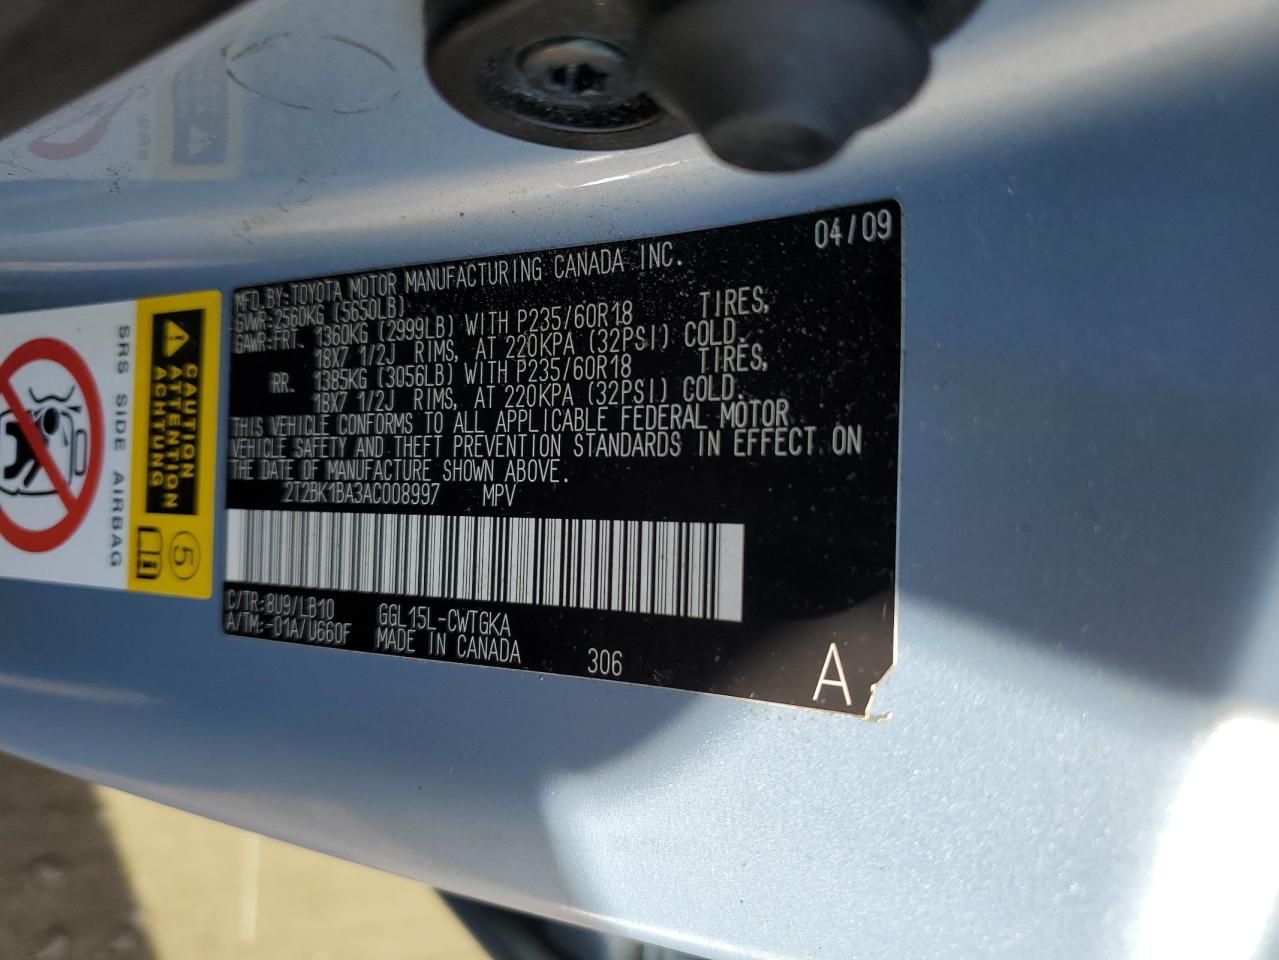 04/09
MFD.BY:TOYOTA MOTOR MANUFACTURING CANADA INC.
GVWR:2560KG (5650LB)
GAWR:FRT. 1360KG (2999LB) WITH P235/60R18 TIRES,
18X7 1/2J RIMS, AT 220KPA (32PSI) COLD.
RR. 1385KG (3056LB) WITH P235/60R18 TIRES,
18X7 1/2J RIMS, AT 220KPA (32PSI) COLD.
THIS VEHICLE CONFORMS TO ALL APPLICABLE FEDERAL MOTOR
VEHICLE SAFETY AND THEFT PREVENTION STANDARDS IN EFFECT ON
THE DATE OF MANUFACTURE SHOWN ABOVE.
2T2BK1BA3AC008997 MPV
C/TR:8U9/LB10 GGL15L-CWTGKA
A/TM:-01A/U660F MADE IN CANADA 306
A
CAUTION
ATTENTION
ACHTUNG
5
SRS SIDE AIRBAG